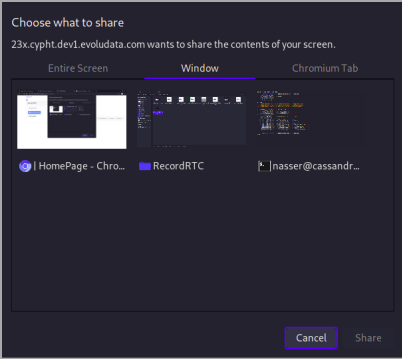 Choose what to share
23x.cypht.dev1.evoludata.com wants to share the contents of your screen.
Entire Screen
Window
Chromium Tab
| HomePage - Chro...
RecordRTC
nasser@cassandr...
Cancel
Share